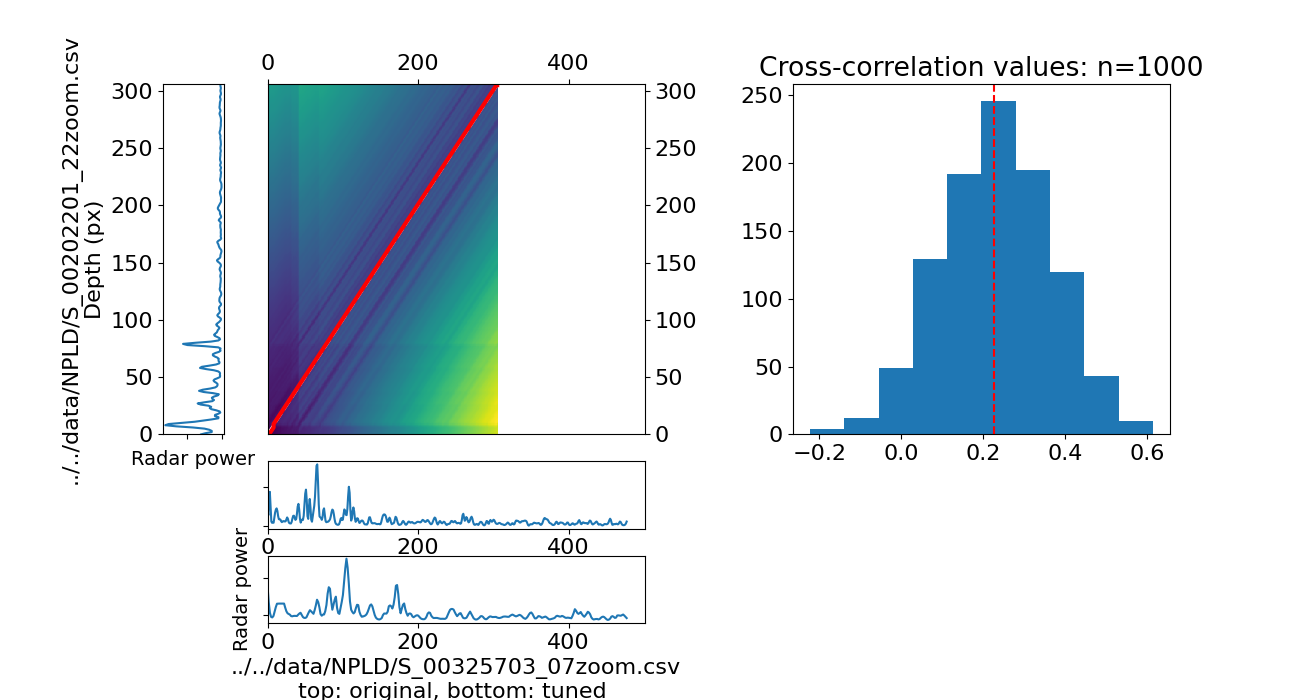 0 200 400
Cross-correlation values: n=1000
../../data/NPLD/S_00202201_22zoom.csv
Depth (px)
300
250
200
150
100
50
0
300
250
200
150
100
50
0
250
200
150
100
50
0
−0.2 0.0 0.2 0.4 0.6
Radar power
0 200 400
Radar power
0 200 400
../../data/NPLD/S_00325703_07zoom.csv
top: original, bottom: tuned